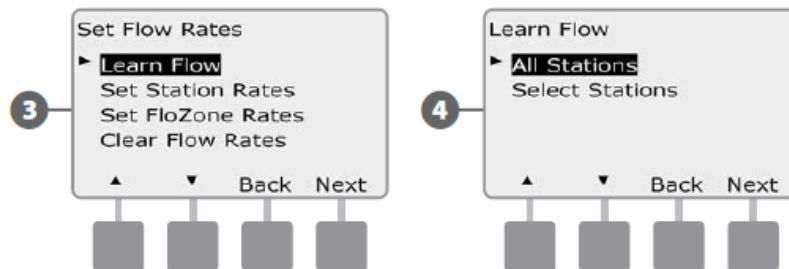 3
Set Flow Rates
► Learn Flow
Set Station Rates
Set FloZone Rates
Clear Flow Rates
▲ ▼ Back Next
4
Learn Flow
► All Stations
Select Stations
▲ ▼ Back Next